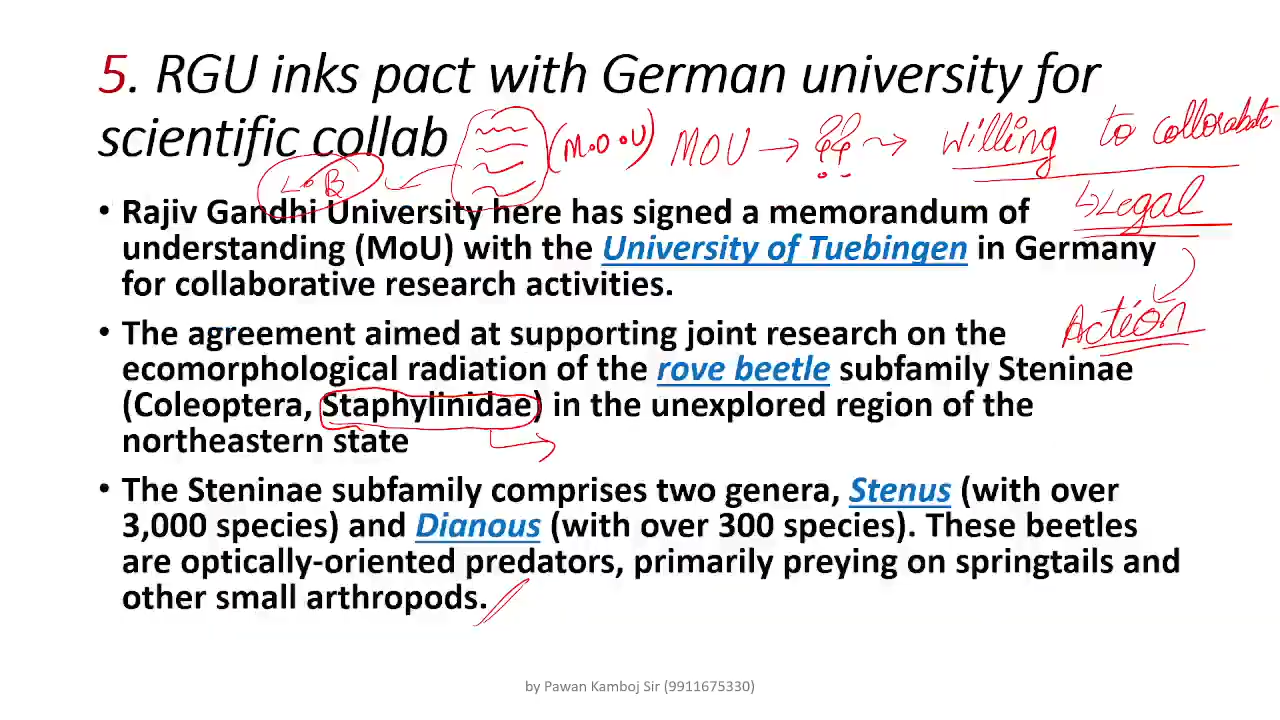 5. RGU inks pact with German university for
scientific collab
(M.O.U) MOU → ?? → Willing to collorabate
↳Legal
Action
• Rajiv Gandhi University here has signed a memorandum of
understanding (MoU) with the University of Tuebingen in Germany
for collaborative research activities.
• The agreement aimed at supporting joint research on the
ecomorphological radiation of the rove beetle subfamily Steninae
(Coleoptera, Staphylinidae) in the unexplored region of the
northeastern state
• The Steninae subfamily comprises two genera, Stenus (with over
3,000 species) and Dianous (with over 300 species). These beetles
are optically-oriented predators, primarily preying on springtails and
other small arthropods.
by Pawan Kamboj Sir (9911675330)